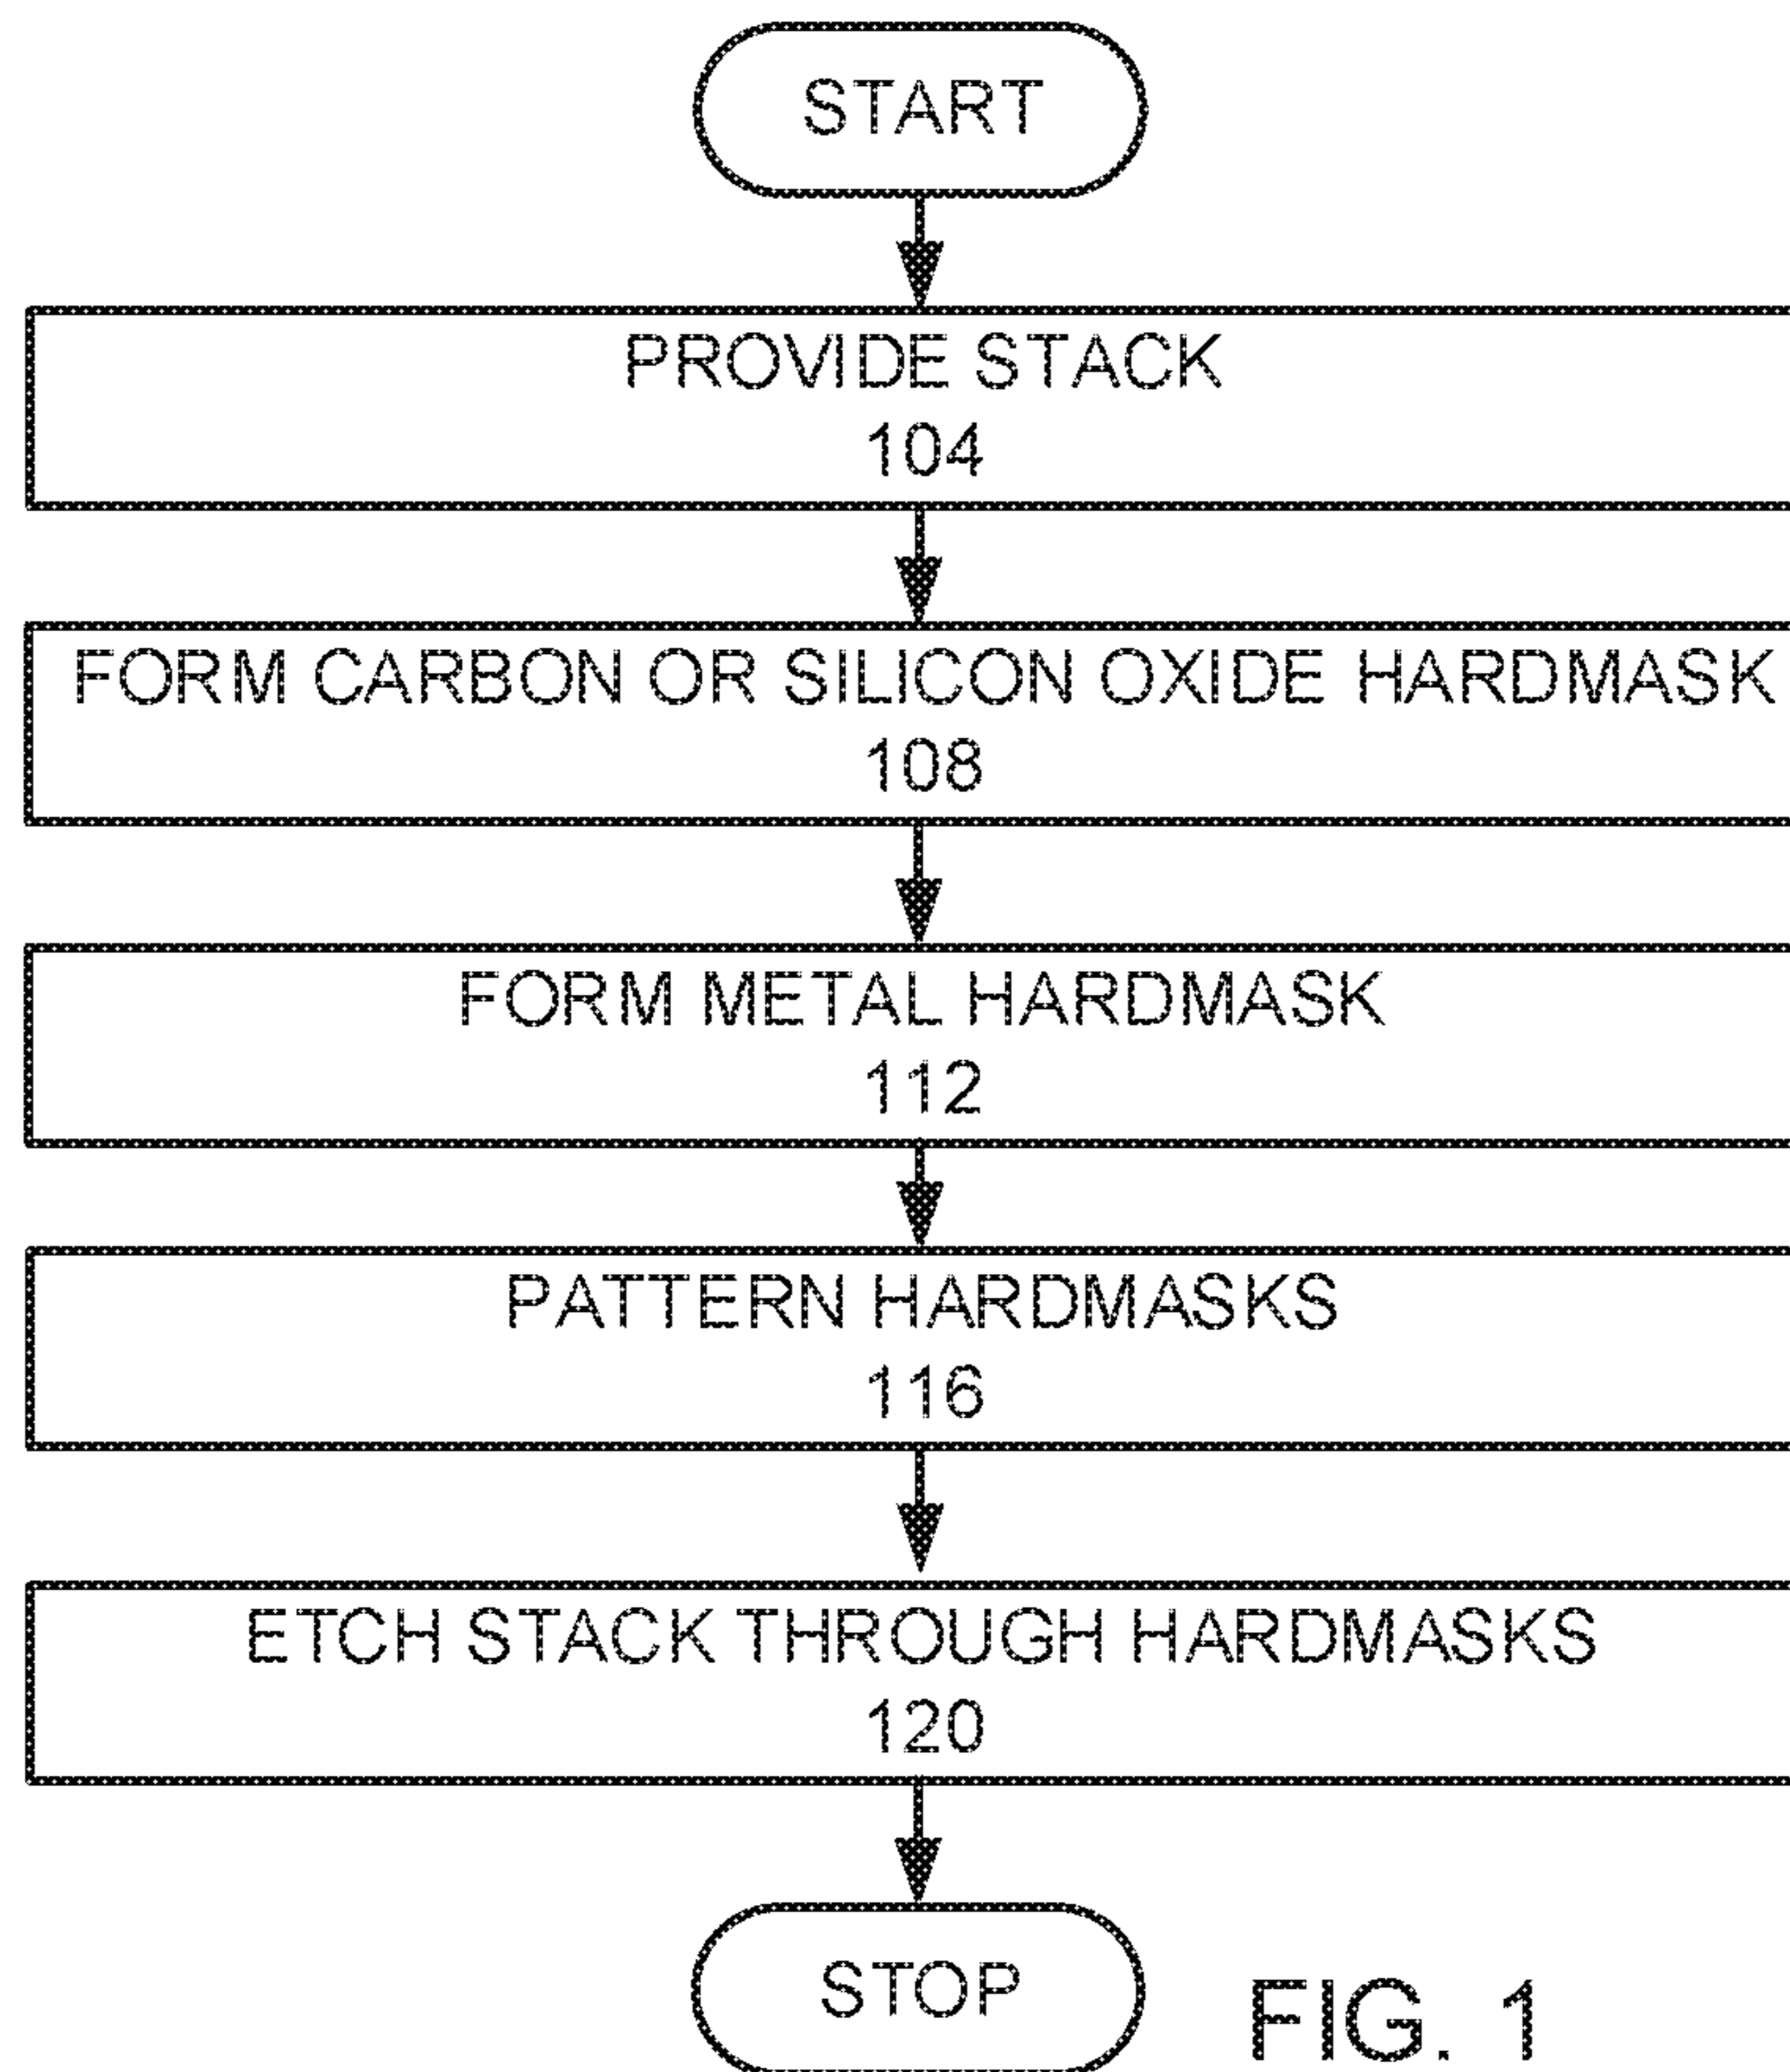 START
PROVIDE STACK
104
FORM CARBON OR SILICON OXIDE HARDMASK
108
FORM METAL HARDMASK
112
PATTERN HARDMASKS
116
ETCH STACK THROUGH HARDMASKS
120
STOP
FIG. 1